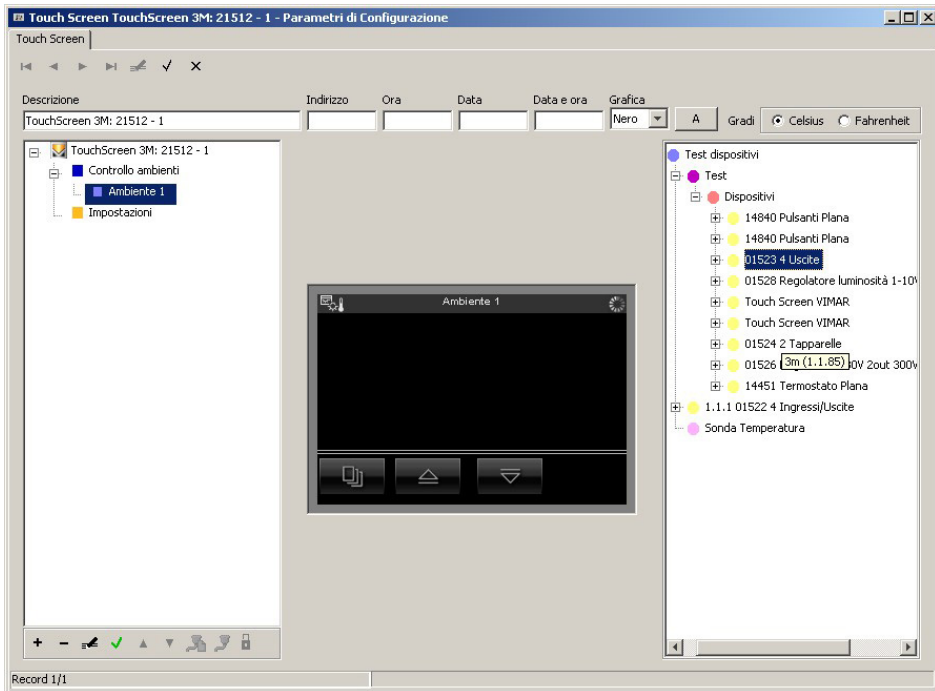 Touch Screen TouchScreen 3M: 21512 - 1 - Parametri di Configurazione
Touch Screen
Descrizione Indirizzo Ora Data Data e ora Grafica
TouchScreen 3M: 21512 - 1 Nero A Gradi Celsius Fahrenheit
TouchScreen 3M: 21512 - 1
Controllo ambienti
Ambiente 1
Impostazioni
Ambiente 1
Test dispositivi
Test
Dispositivi
14840 Pulsanti Plana
14840 Pulsanti Plana
01523 4 Uscite
01528 Regolatore luminosità 1-10V
Touch Screen VIMAR
Touch Screen VIMAR
01524 2 Tapparelle
3m (1.1.85)
01526 0V 2out 300V
14451 Termostato Plana
1.1.1 01522 4 Ingressi/Uscite
Sonda Temperatura
Record 1/1